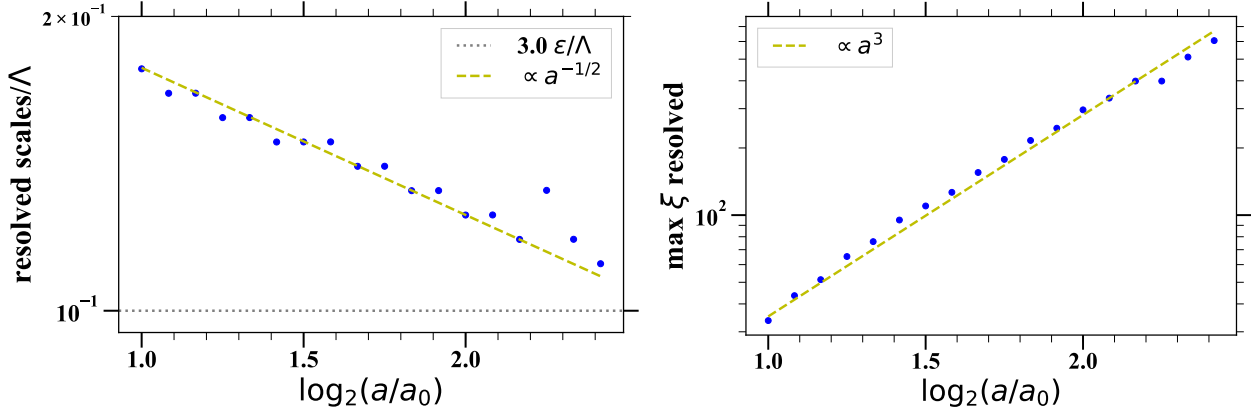 2 × 10⁻¹
3.0 ε/Λ
∝ a^{-1/2}
resolved scales/Λ
10⁻¹
1.0 1.5 2.0
log₂(a/a₀)
∝ a³
max ξ resolved
10²
1.0 1.5 2.0
log₂(a/a₀)